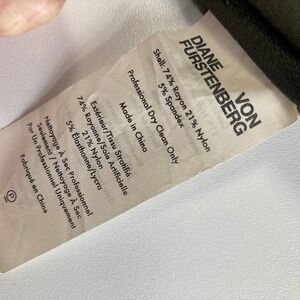 DIANE
VON
FURSTENBERG
Shell: 74% Rayon 21% Nylon
5% Spandex
Professional Dry Clean Only
Made in China
Extérieur/Tissu Stratifié:
74% Rayonne/Soie Artificielle
21% Nylon
5% Élasthanne/Lycra
Nettoyage À Sec Professionnel
Seulement / Nettoyage À Sec
Par Un Professionnel Uniquement
Fabriqué en Chine
P